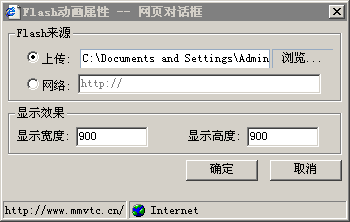 Flash动画属性 -- 网页对话框
Flash来源
上传: C:\Documents and Settings\Admin 浏览...
网络: http://
显示效果
显示宽度: 900 显示高度: 900
确定 取消
http://www.mmvtc.cn/ Internet